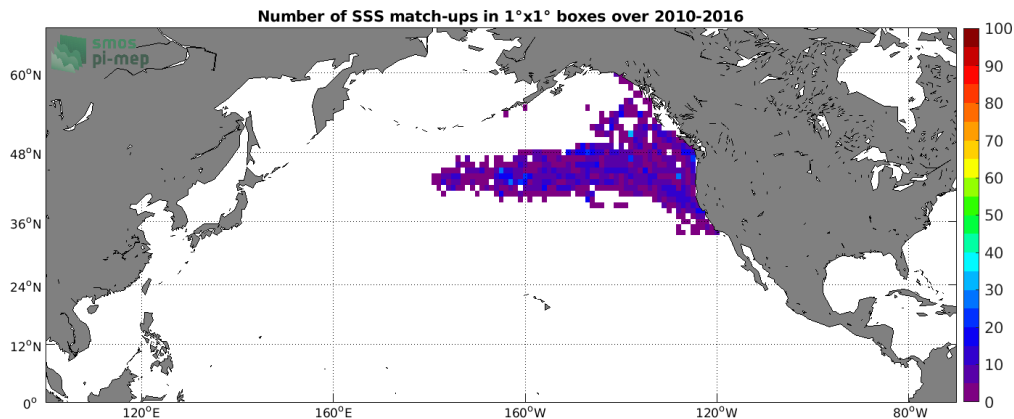 Number of SSS match-ups in 1°x1° boxes over 2010-2016
smos
pi-mep
60°N
48°N
36°N
24°N
12°N
0°
120°E
160°E
160°W
120°W
80°W
100
90
80
70
60
50
40
30
20
10
0